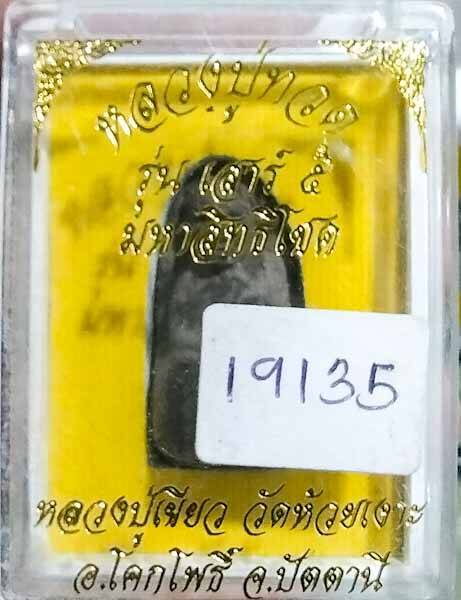 หลวงปู่ทวด
รุ่น เสาร์ ๕
มหาสิทธิโชค
19135
หลวงปู่เขียว วัดห้วยเงาะ
อ.โคกโพธิ์ จ.ปัตตานี